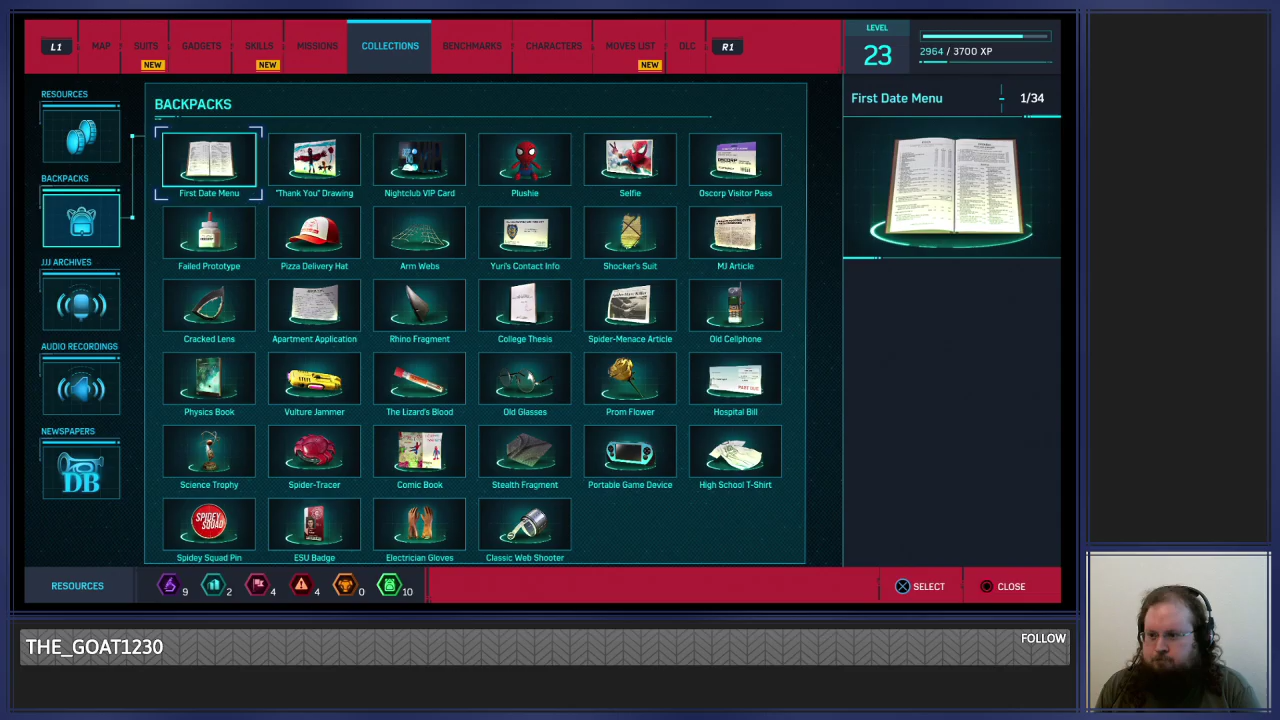 L1 MAP SUITS GADGETS SKILLS MISSIONS COLLECTIONS BENCHMARKS CHARACTERS MOVES LIST DLC R1
NEW NEW NEW
LEVEL
23
2964 / 3700 XP
RESOURCES
BACKPACKS
JJJ ARCHIVES
AUDIO RECORDINGS
NEWSPAPERS
DB
BACKPACKS
First Date Menu "Thank You" Drawing Nightclub VIP Card Plushie Selfie Oscorp Visitor Pass
Failed Prototype Pizza Delivery Hat Arm Webs Yuri's Contact Info Shocker's Suit MJ Article
Cracked Lens Apartment Application Rhino Fragment College Thesis Spider-Menace Article Old Cellphone
Physics Book Vulture Jammer The Lizard's Blood Old Glasses Prom Flower Hospital Bill
Science Trophy Spider-Tracer Comic Book Stealth Fragment Portable Game Device High School T-Shirt
SPIDEY SQUAD
Spidey Squad Pin ESU Badge Electrician Gloves Classic Web Shooter
First Date Menu 1/34
RESOURCES 9 2 4 4 0 10
SELECT CLOSE
THE_GOAT1230 FOLLOW